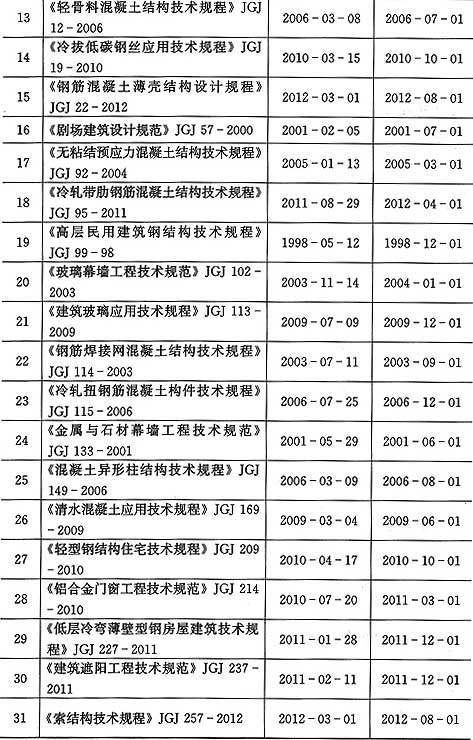 13 《轻骨料混凝土结构技术规程》JGJ 2006-03-08 2006-07-01
12-2006
14 《冷拔低碳钢丝应用技术规程》JGJ 2010-03-15 2010-10-01
19-2010
15 《钢筋混凝土薄壳结构设计规程》 2012-03-01 2012-08-01
JGJ 22-2012
16 《剧场建筑设计规范》JGJ 57-2000 2001-02-05 2001-07-01
17 《无粘结预应力混凝土结构技术规程》 2005-01-13 2005-03-01
JGJ 92-2004
18 《冷轧带肋钢筋混凝土结构技术规程》 2011-08-29 2012-04-01
JGJ 95-2011
19 《高层民用建筑钢结构技术规程》 1998-05-12 1998-12-01
JGJ 99-98
20 《玻璃幕墙工程技术规范》JGJ 102- 2003-11-14 2004-01-01
2003
21 《建筑玻璃应用技术规程》JGJ 113- 2009-07-09 2009-12-01
2009
22 《钢筋焊接网混凝土结构技术规程》 2003-07-11 2003-09-01
JGJ 114-2003
23 《冷轧扭钢筋混凝土构件技术规程》 2006-07-25 2006-12-01
JGJ 115-2006
24 《金属与石材幕墙工程技术规范》 2001-05-29 2001-06-01
JGJ 133-2001
25 《混凝土异形柱结构技术规程》JGJ 2006-03-09 2006-08-01
149-2006
26 《清水混凝土应用技术规程》JGJ 169 2009-03-04 2009-06-01
-2009
27 《轻型钢结构住宅技术规程》JGJ 209 2010-04-17 2010-10-01
-2010
28 《铝合金门窗工程技术规范》JGJ 214 2010-07-20 2011-03-01
-2010
29 《低层冷弯薄壁型钢房屋建筑技术规 2011-01-28 2011-12-01
程》JGJ 227-2011
30 《建筑遮阳工程技术规范》JGJ 237- 2011-02-11 2011-12-01
2011
31 《索结构技术规程》JGJ 257-2012 2012-03-01 2012-08-01